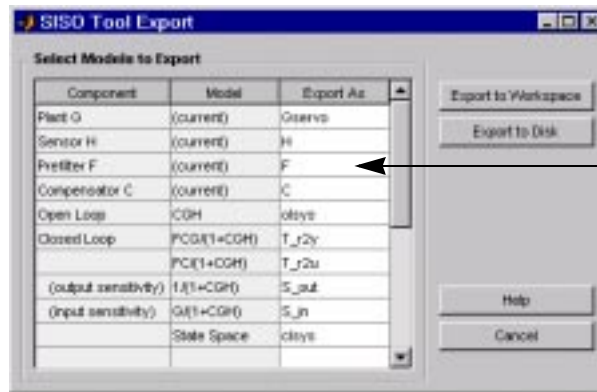 SISO Tool Export
Select Models to Export
Component Model Export As
Plant G (current) Gservo
Sensor H (current) H
Prefilter F (current) F
Compensator C (current) C
Open Loop CGH olsys
Closed Loop FCG/(1+CGH) T_r2y
FC/(1+CGH) T_r2u
(output sensitivity) 1/(1+CGH) S_out
(input sensitivity) G/(1+CGH) S_in
State Space clsys
Export to Workspace
Export to Disk
Help
Cancel